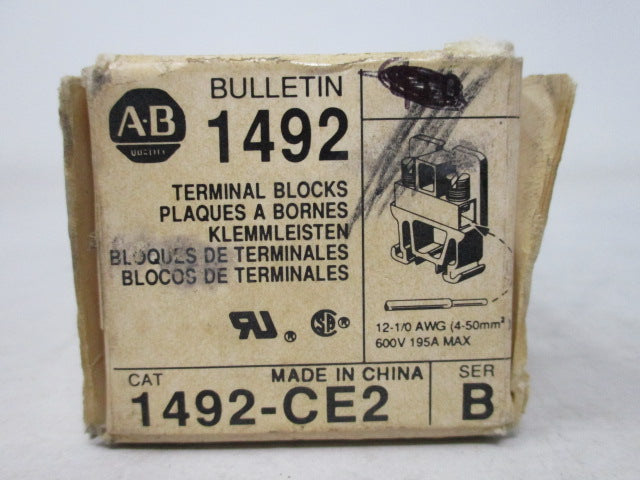 A-B
QUALITY
BULLETIN
1492
TERMINAL BLOCKS
PLAQUES A BORNES
KLEMMLEISTEN
BLOQUES DE TERMINALES
BLOCOS DE TERMINALES
12-1/0 AWG (4-50mm²)
600V 195A MAX
CAT
MADE IN CHINA
SER
1492-CE2
B